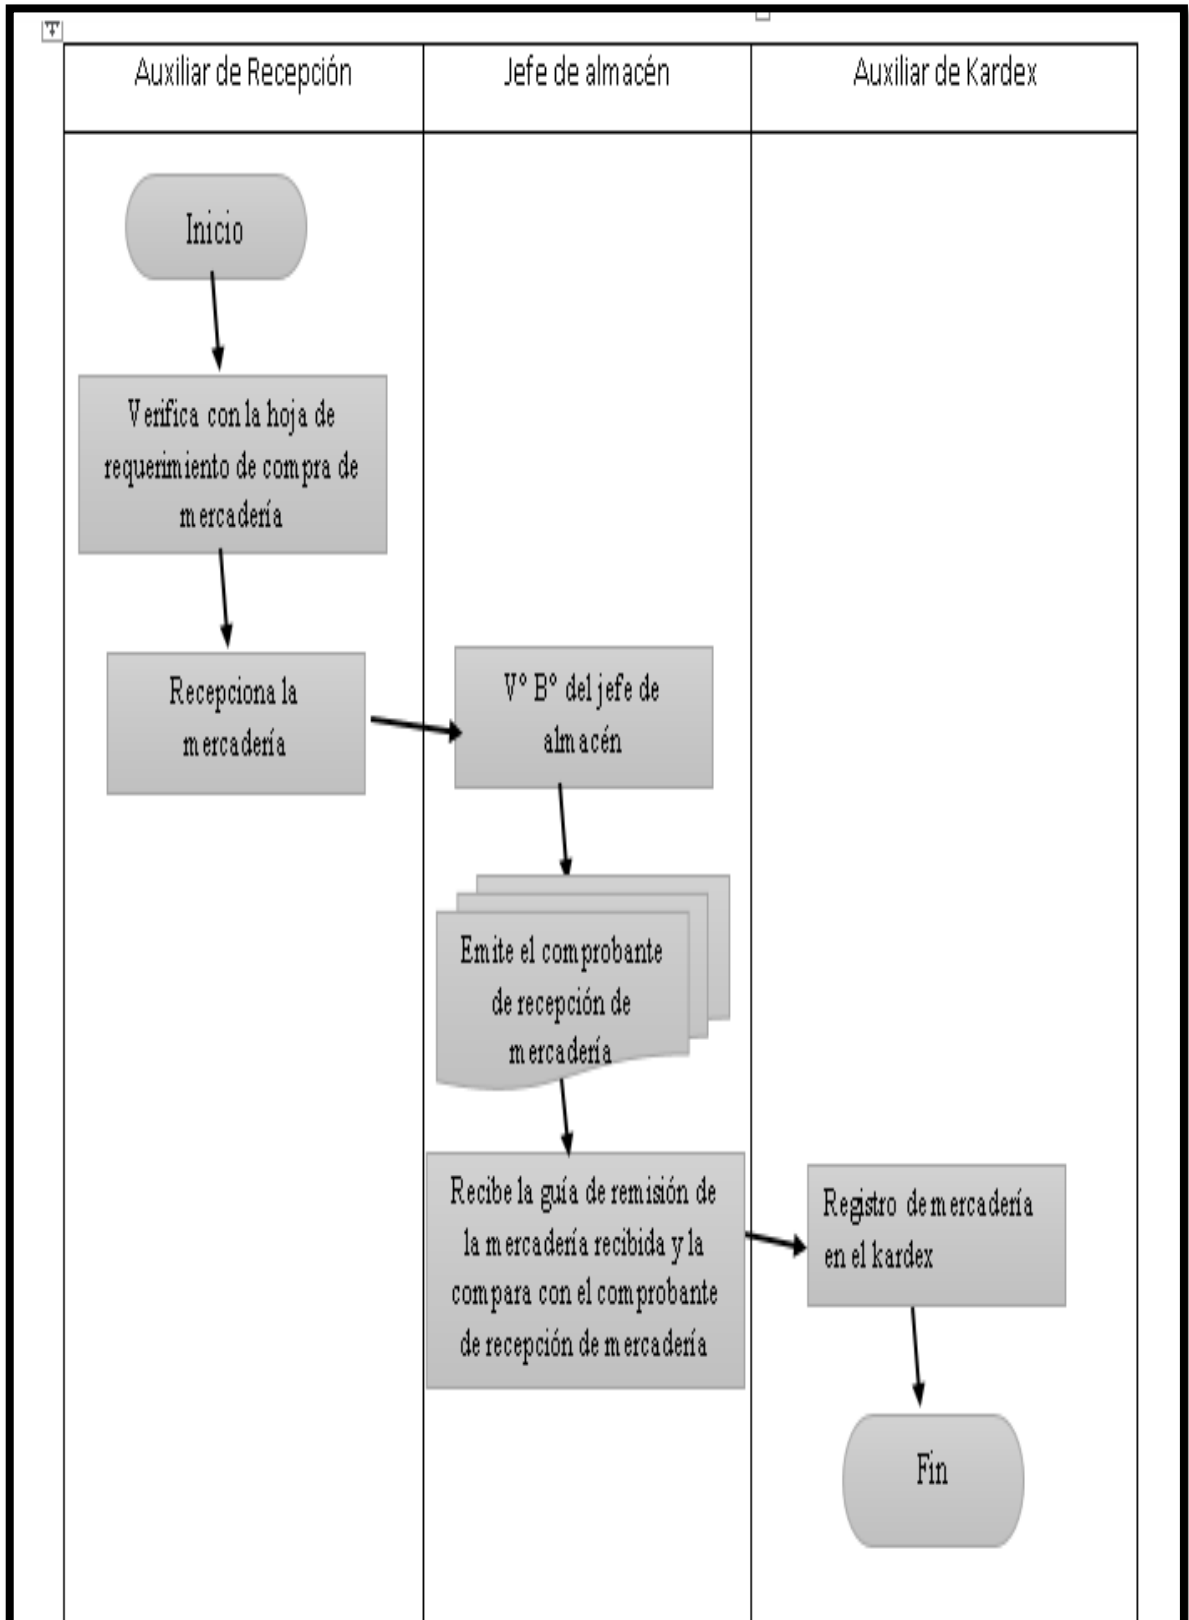 Auxiliar de Recepción
Jefe de almacén
Auxiliar de Kardex
Inicio
Verifica con la hoja de
requerimiento de compra de
mercadería
Recepciona la
mercadería
V° B° del jefe de
almacén
Emite el comprobante
de recepción de
mercadería
Recibe la guía de remisión de
la mercadería recibida y la
compara con el comprobante
de recepción de mercadería
Registro de mercadería
en el kardex
Fin